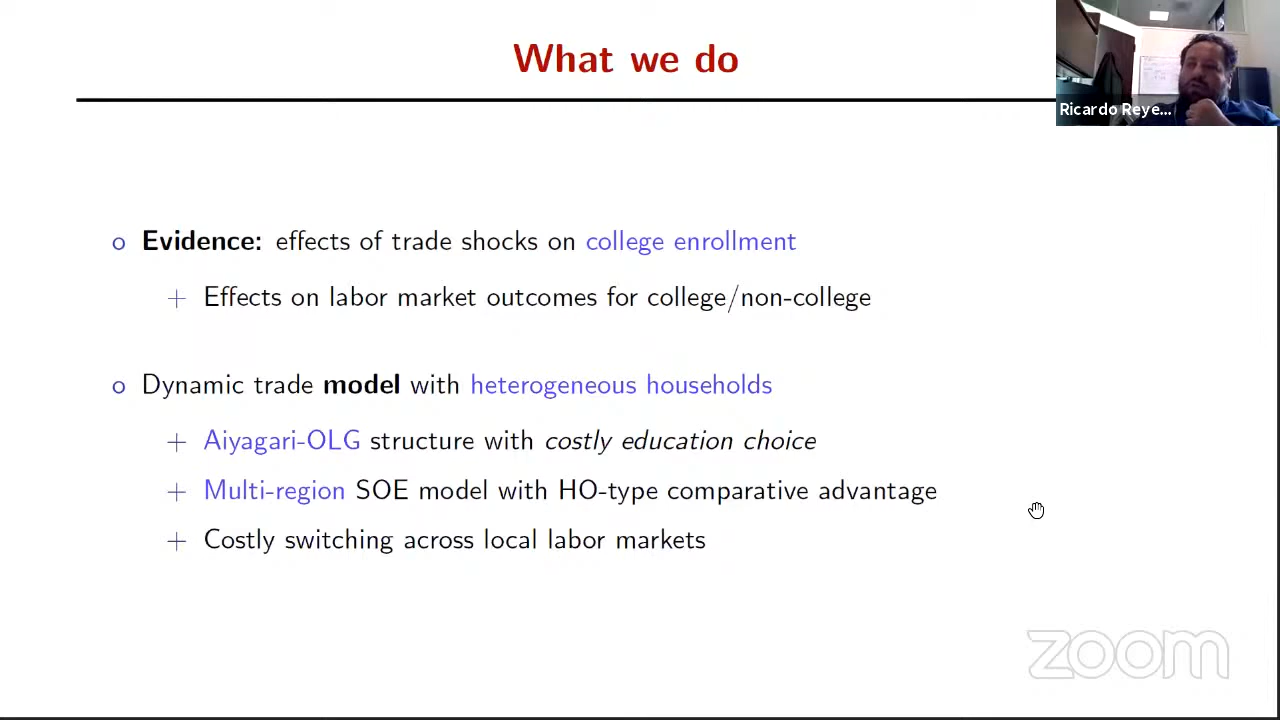 What we do
Ricardo Reye...
o Evidence: effects of trade shocks on college enrollment
+ Effects on labor market outcomes for college/non-college
o Dynamic trade model with heterogeneous households
+ Aiyagari-OLG structure with costly education choice
+ Multi-region SOE model with HO-type comparative advantage
+ Costly switching across local labor markets
zoom